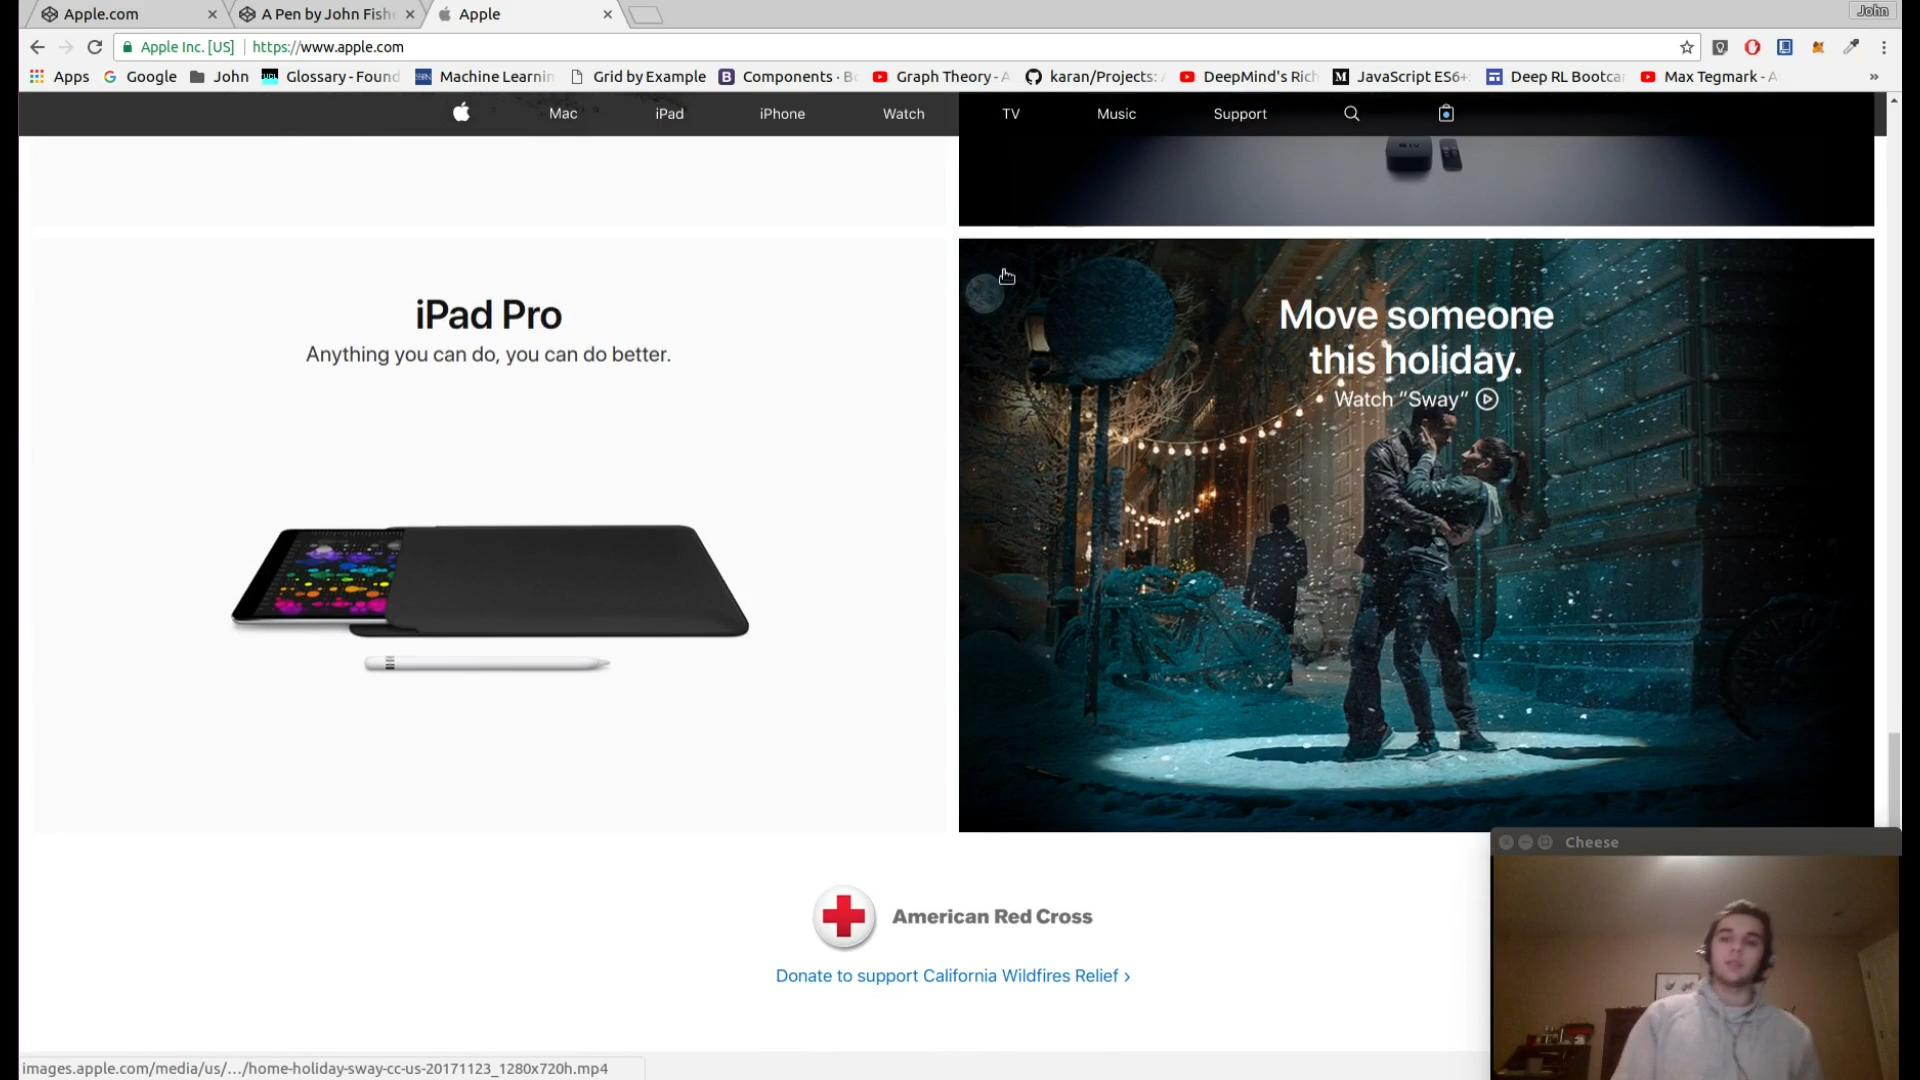 Apple.com
A Pen by John Fish
Apple
John
Apple Inc. [US]
https://www.apple.com
Apps
Google
John
Glossary - Found
Machine Learnin
Grid by Example
Components · B
Graph Theory - A
karan/Projects:
DeepMind's Rich
JavaScript ES6+:
Deep RL Bootca
Max Tegmark - A
»
Mac
iPad
iPhone
Watch
TV
Music
Support
iPad Pro
Anything you can do, you can do better.
Move someone
this holiday.
Watch “Sway”
American Red Cross
Donate to support California Wildfires Relief ›
Cheese
images.apple.com/media/us/…/home-holiday-sway-cc-us-20171123_1280x720h.mp4